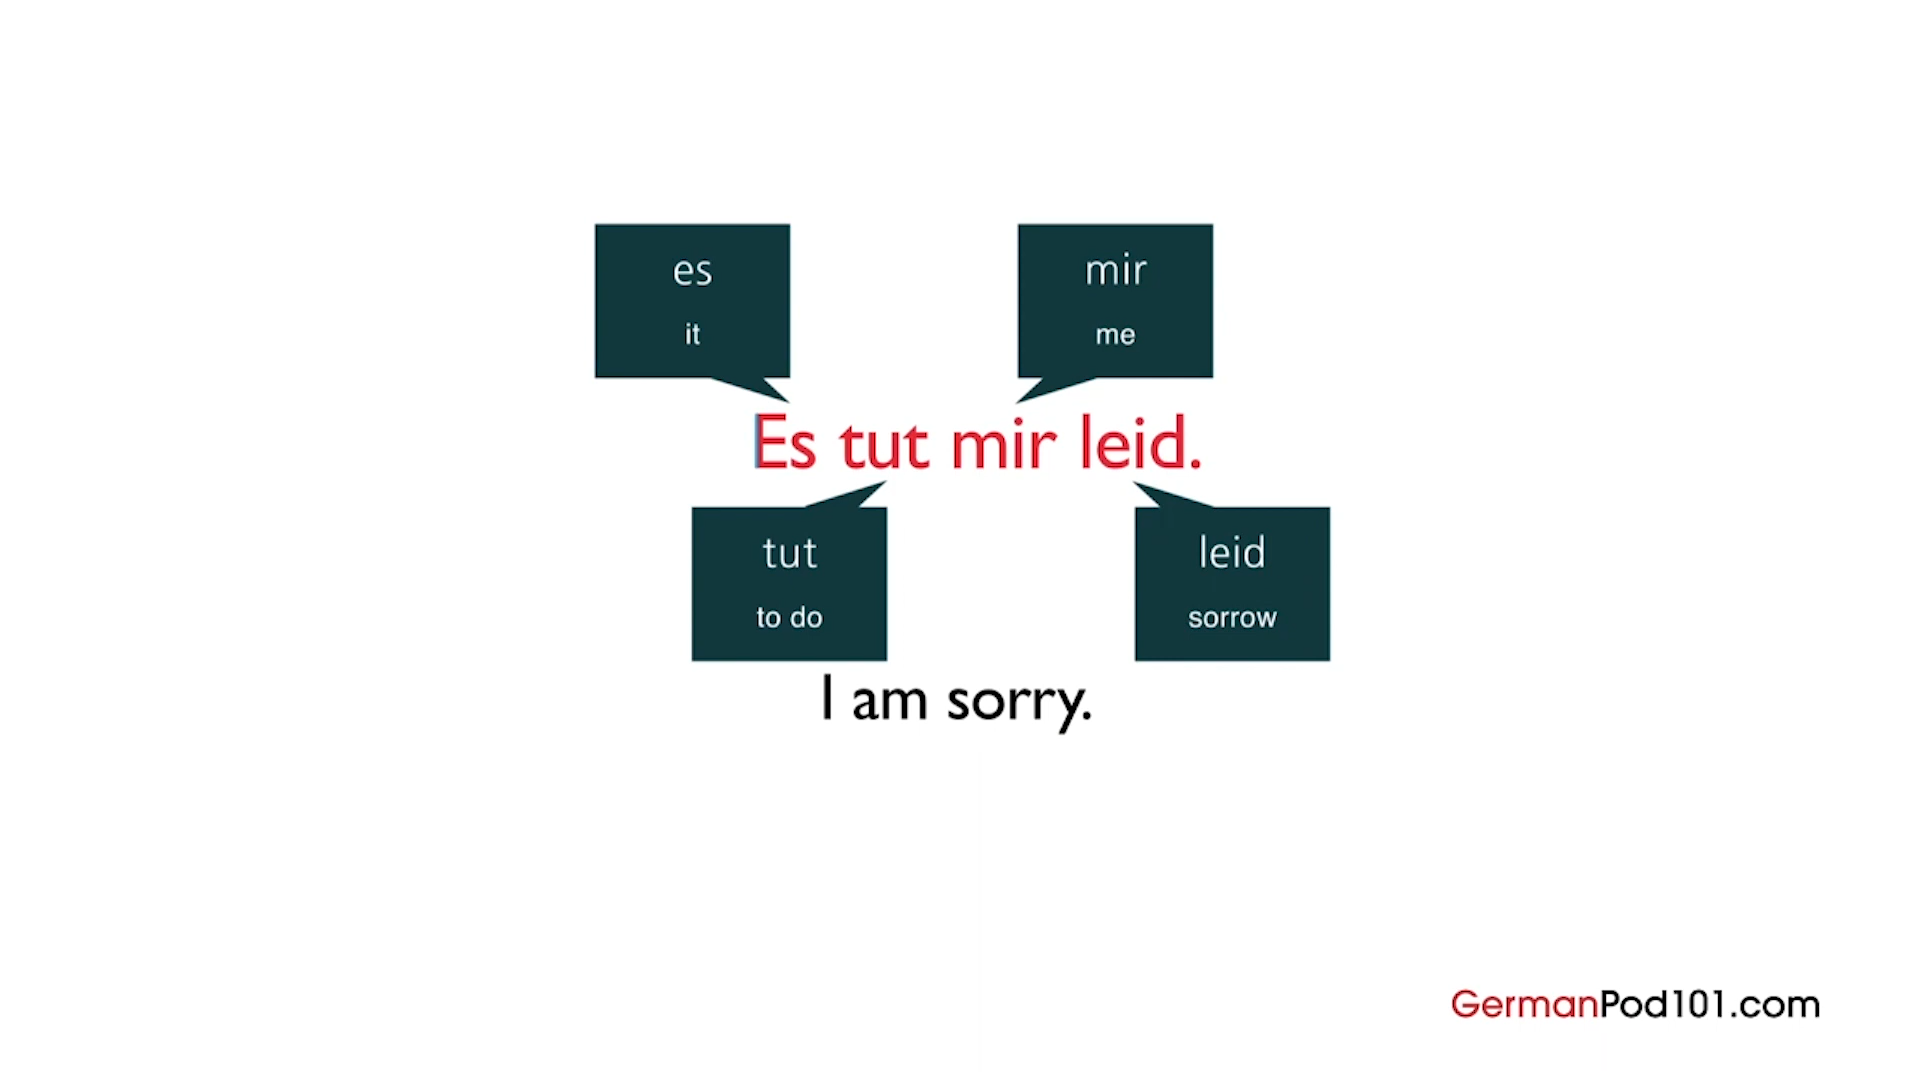 es
it
mir
me
Es tut mir leid.
tut
to do
leid
sorrow
I am sorry.
GermanPod101.com